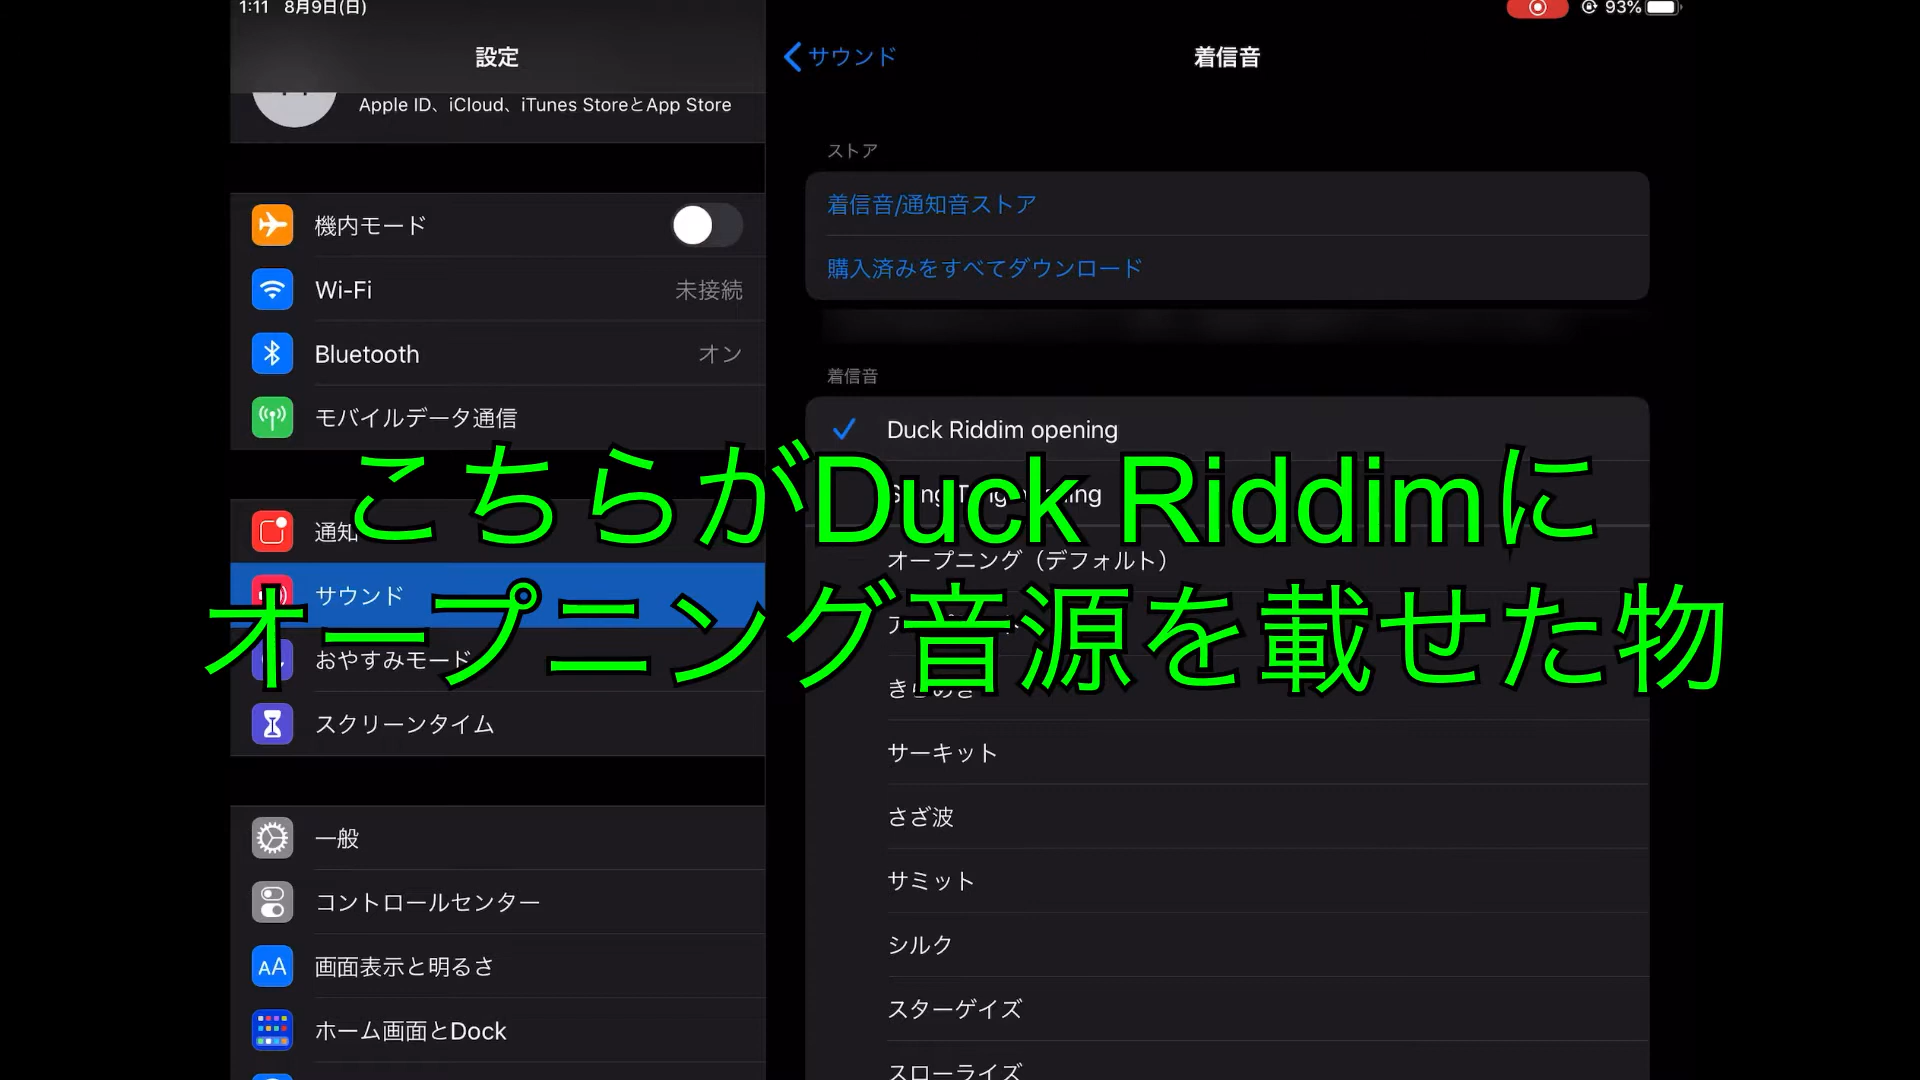 1:11 8月9日(日)
93%
設定
Apple ID、iCloud、iTunes StoreとApp Store
機内モード
Wi-Fi
未接続
Bluetooth
オン
モバイルデータ通信
通知
サウンド
おやすみモード
スクリーンタイム
一般
コントロールセンター
画面表示と明るさ
ホーム画面とDock
サウンド
着信音
ストア
着信音/通知音ストア
購入済みをすべてダウンロード
着信音
Duck Riddim opening
オープニング（デフォルト）
きらめき
サーキット
さざ波
サミット
シルク
スターゲイズ
スローライズ
こちらがDuck Riddimに
オープニング音源を載せた物